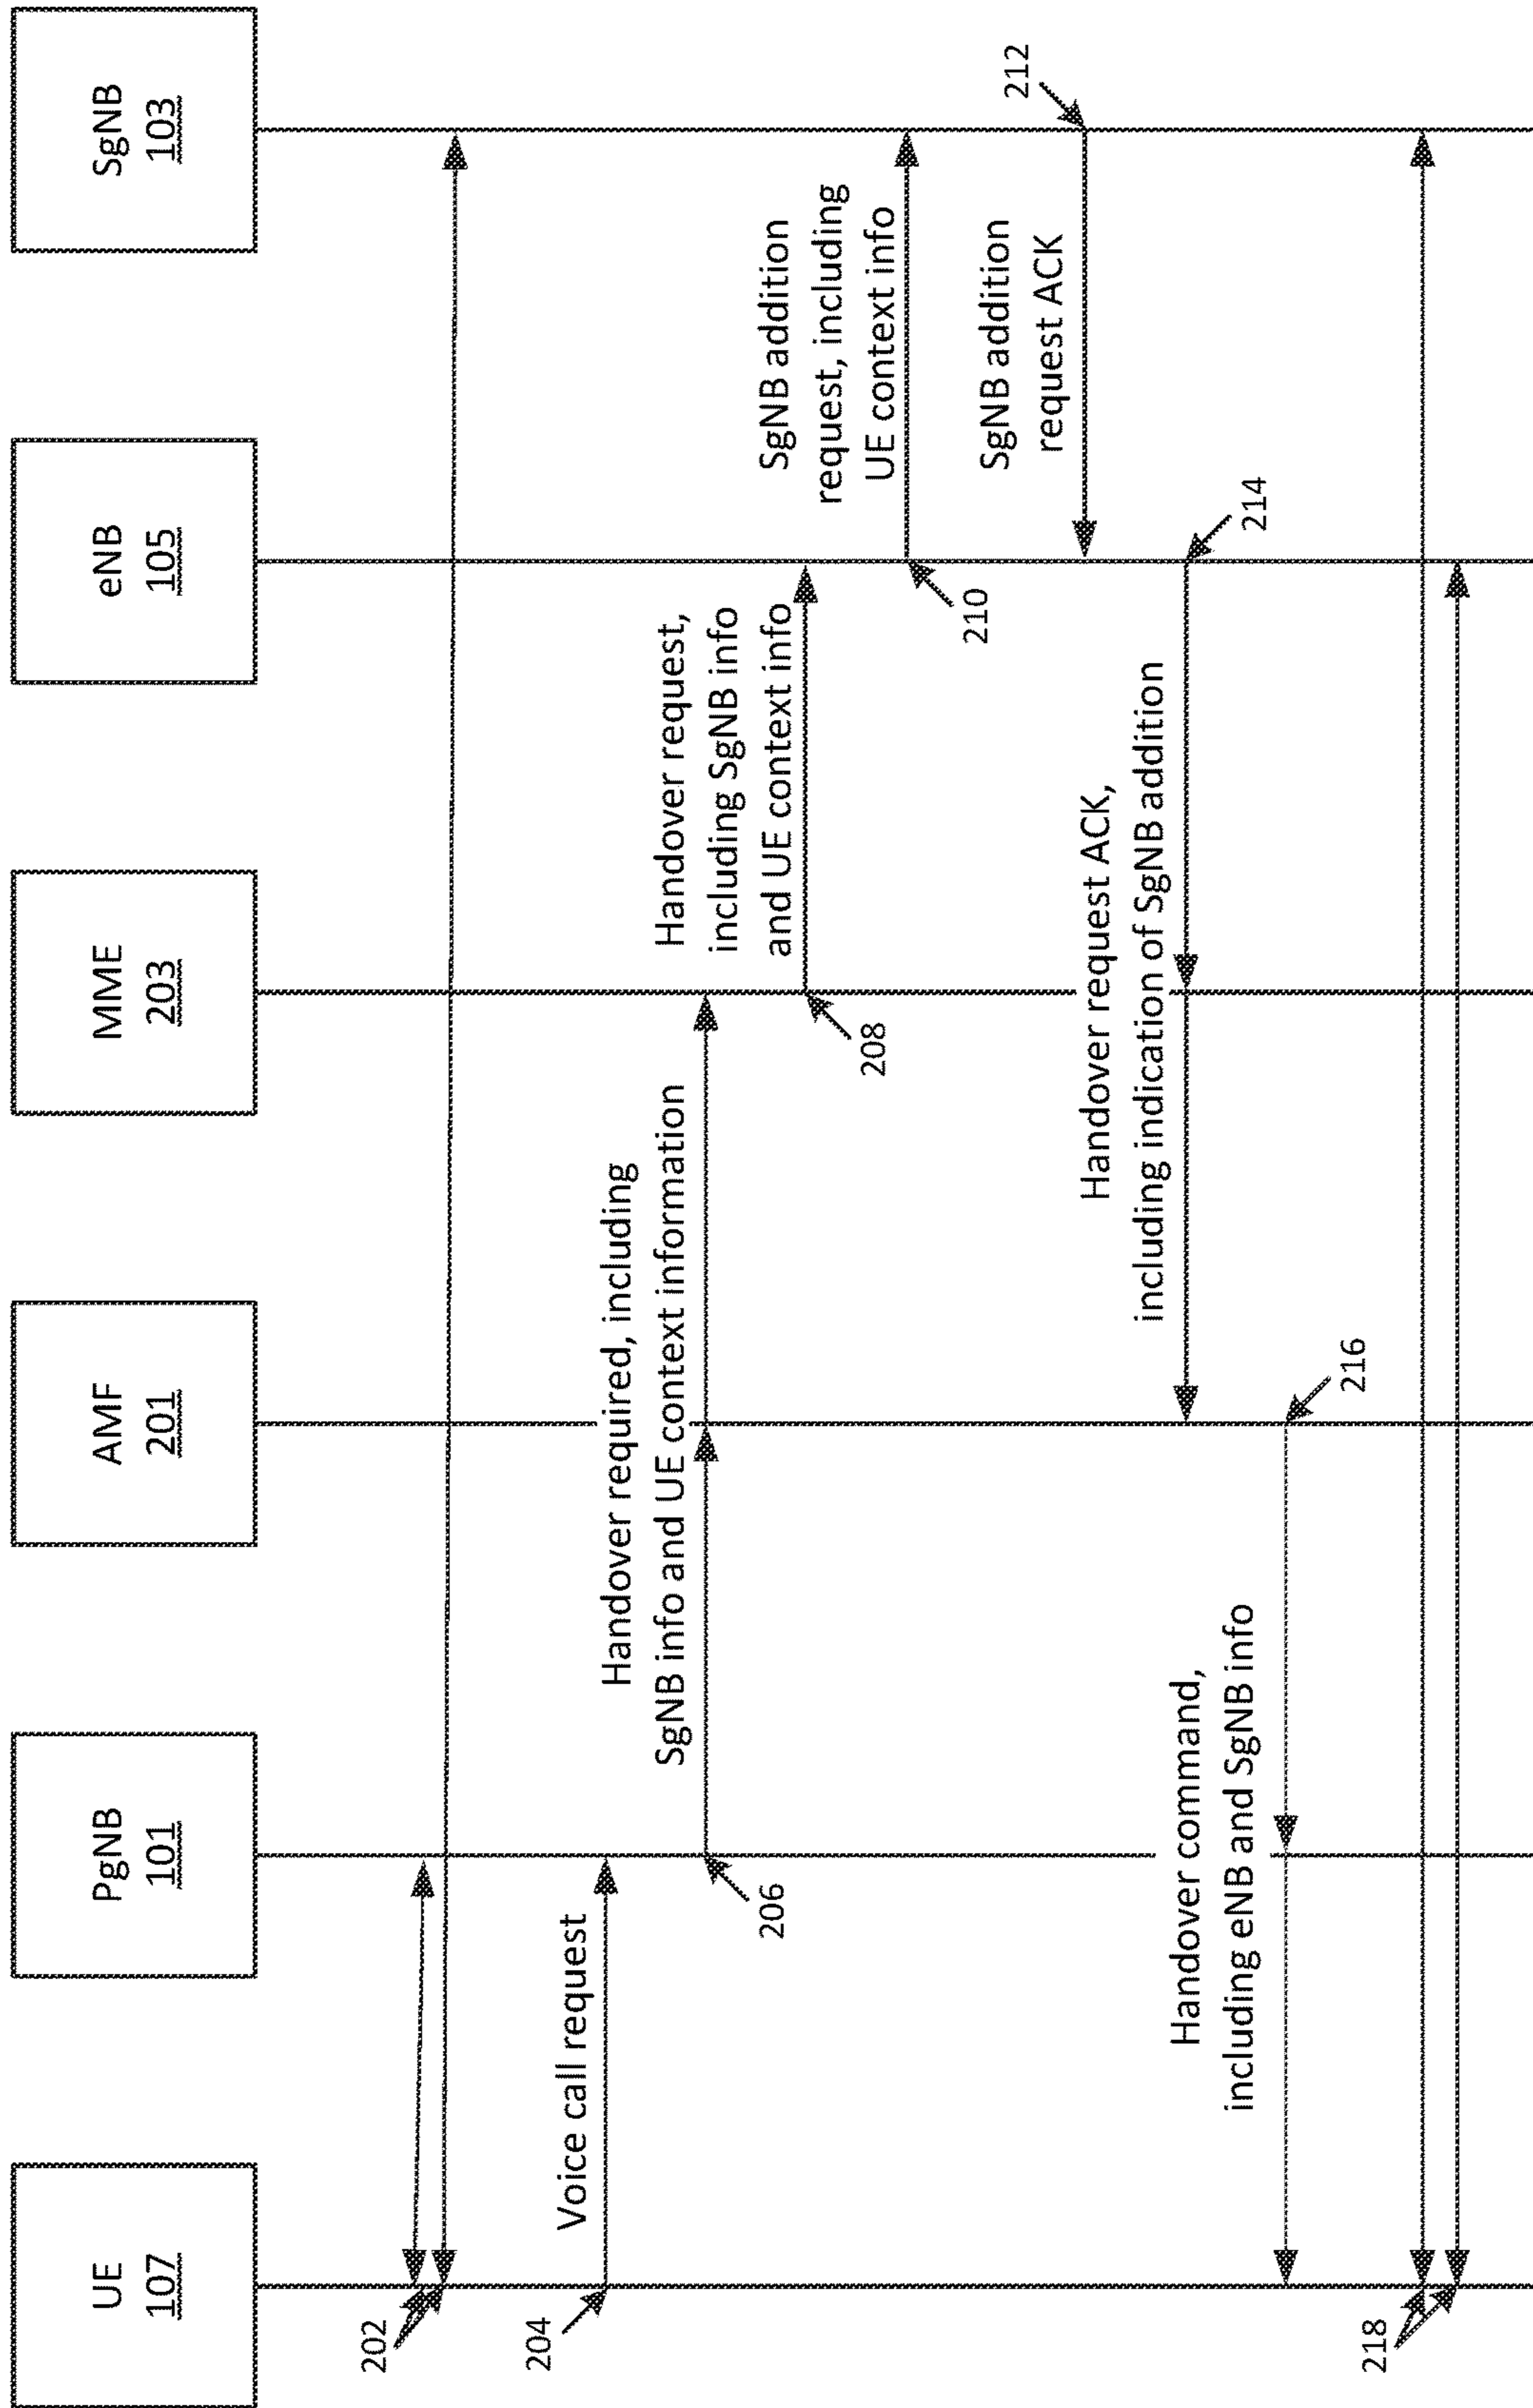 UE
107
PgNB
101
AMF
201
MME
203
eNB
105
SgNB
103
202
204
Voice call request
206
Handover required, including
SgNB info and UE context information
208
Handover request,
including SgNB info
and UE context info
210
SgNB addition
request, including
UE context info
212
SgNB addition
request ACK
214
Handover request ACK,
including indication of SgNB addition
216
Handover command,
including eNB and SgNB info
218